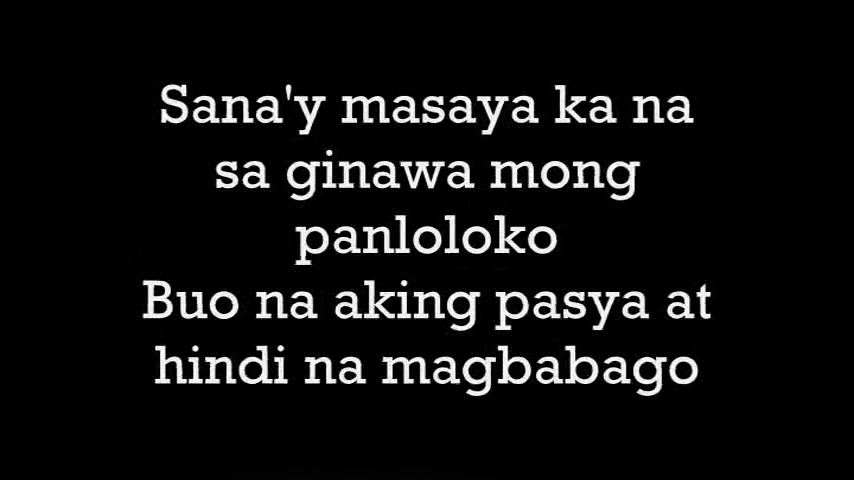 Sana'y masaya ka na
sa ginawa mong
panloloko
Buo na aking pasya at
hindi na magbabago